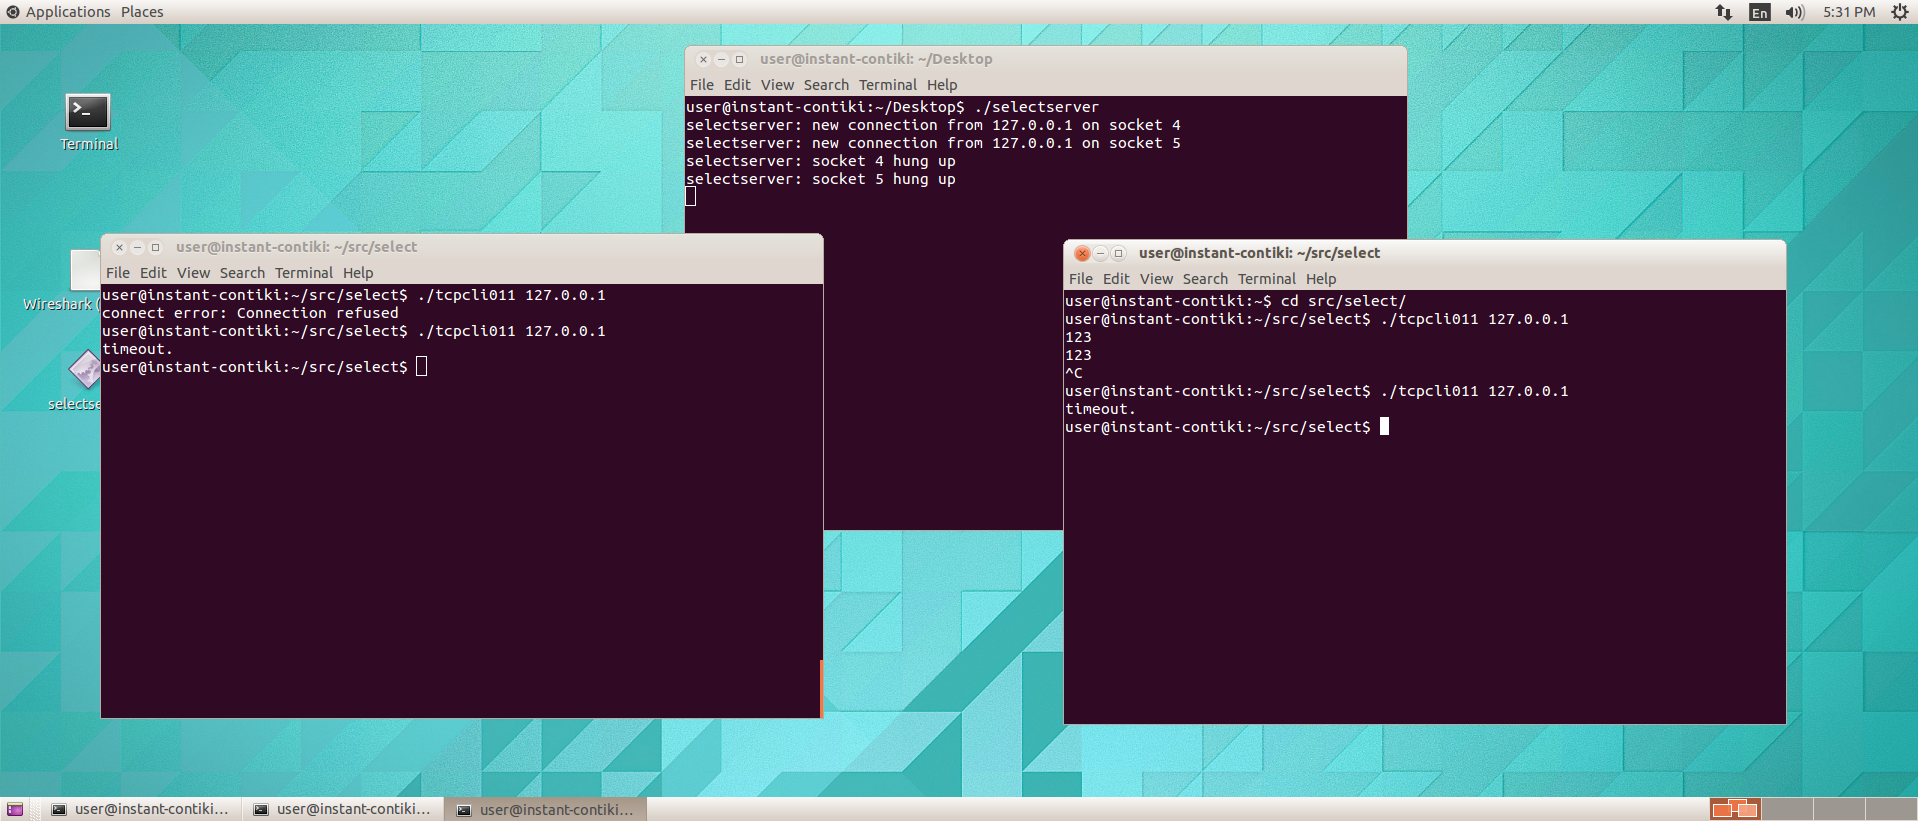 Applications Places
En 5:31 PM
Terminal
Wireshark (
selectse
user@instant-contiki: ~/Desktop
File Edit View Search Terminal Help
user@instant-contiki:~/Desktop$ ./selectserver
selectserver: new connection from 127.0.0.1 on socket 4
selectserver: new connection from 127.0.0.1 on socket 5
selectserver: socket 4 hung up
selectserver: socket 5 hung up
user@instant-contiki: ~/src/select
File Edit View Search Terminal Help
user@instant-contiki:~/src/select$ ./tcpcli011 127.0.0.1
connect error: Connection refused
user@instant-contiki:~/src/select$ ./tcpcli011 127.0.0.1
timeout.
user@instant-contiki:~/src/select$
user@instant-contiki: ~/src/select
File Edit View Search Terminal Help
user@instant-contiki:~$ cd src/select/
user@instant-contiki:~/src/select$ ./tcpcli011 127.0.0.1
123
123
^C
user@instant-contiki:~/src/select$ ./tcpcli011 127.0.0.1
timeout.
user@instant-contiki:~/src/select$
user@instant-contiki... user@instant-contiki... user@instant-contiki...